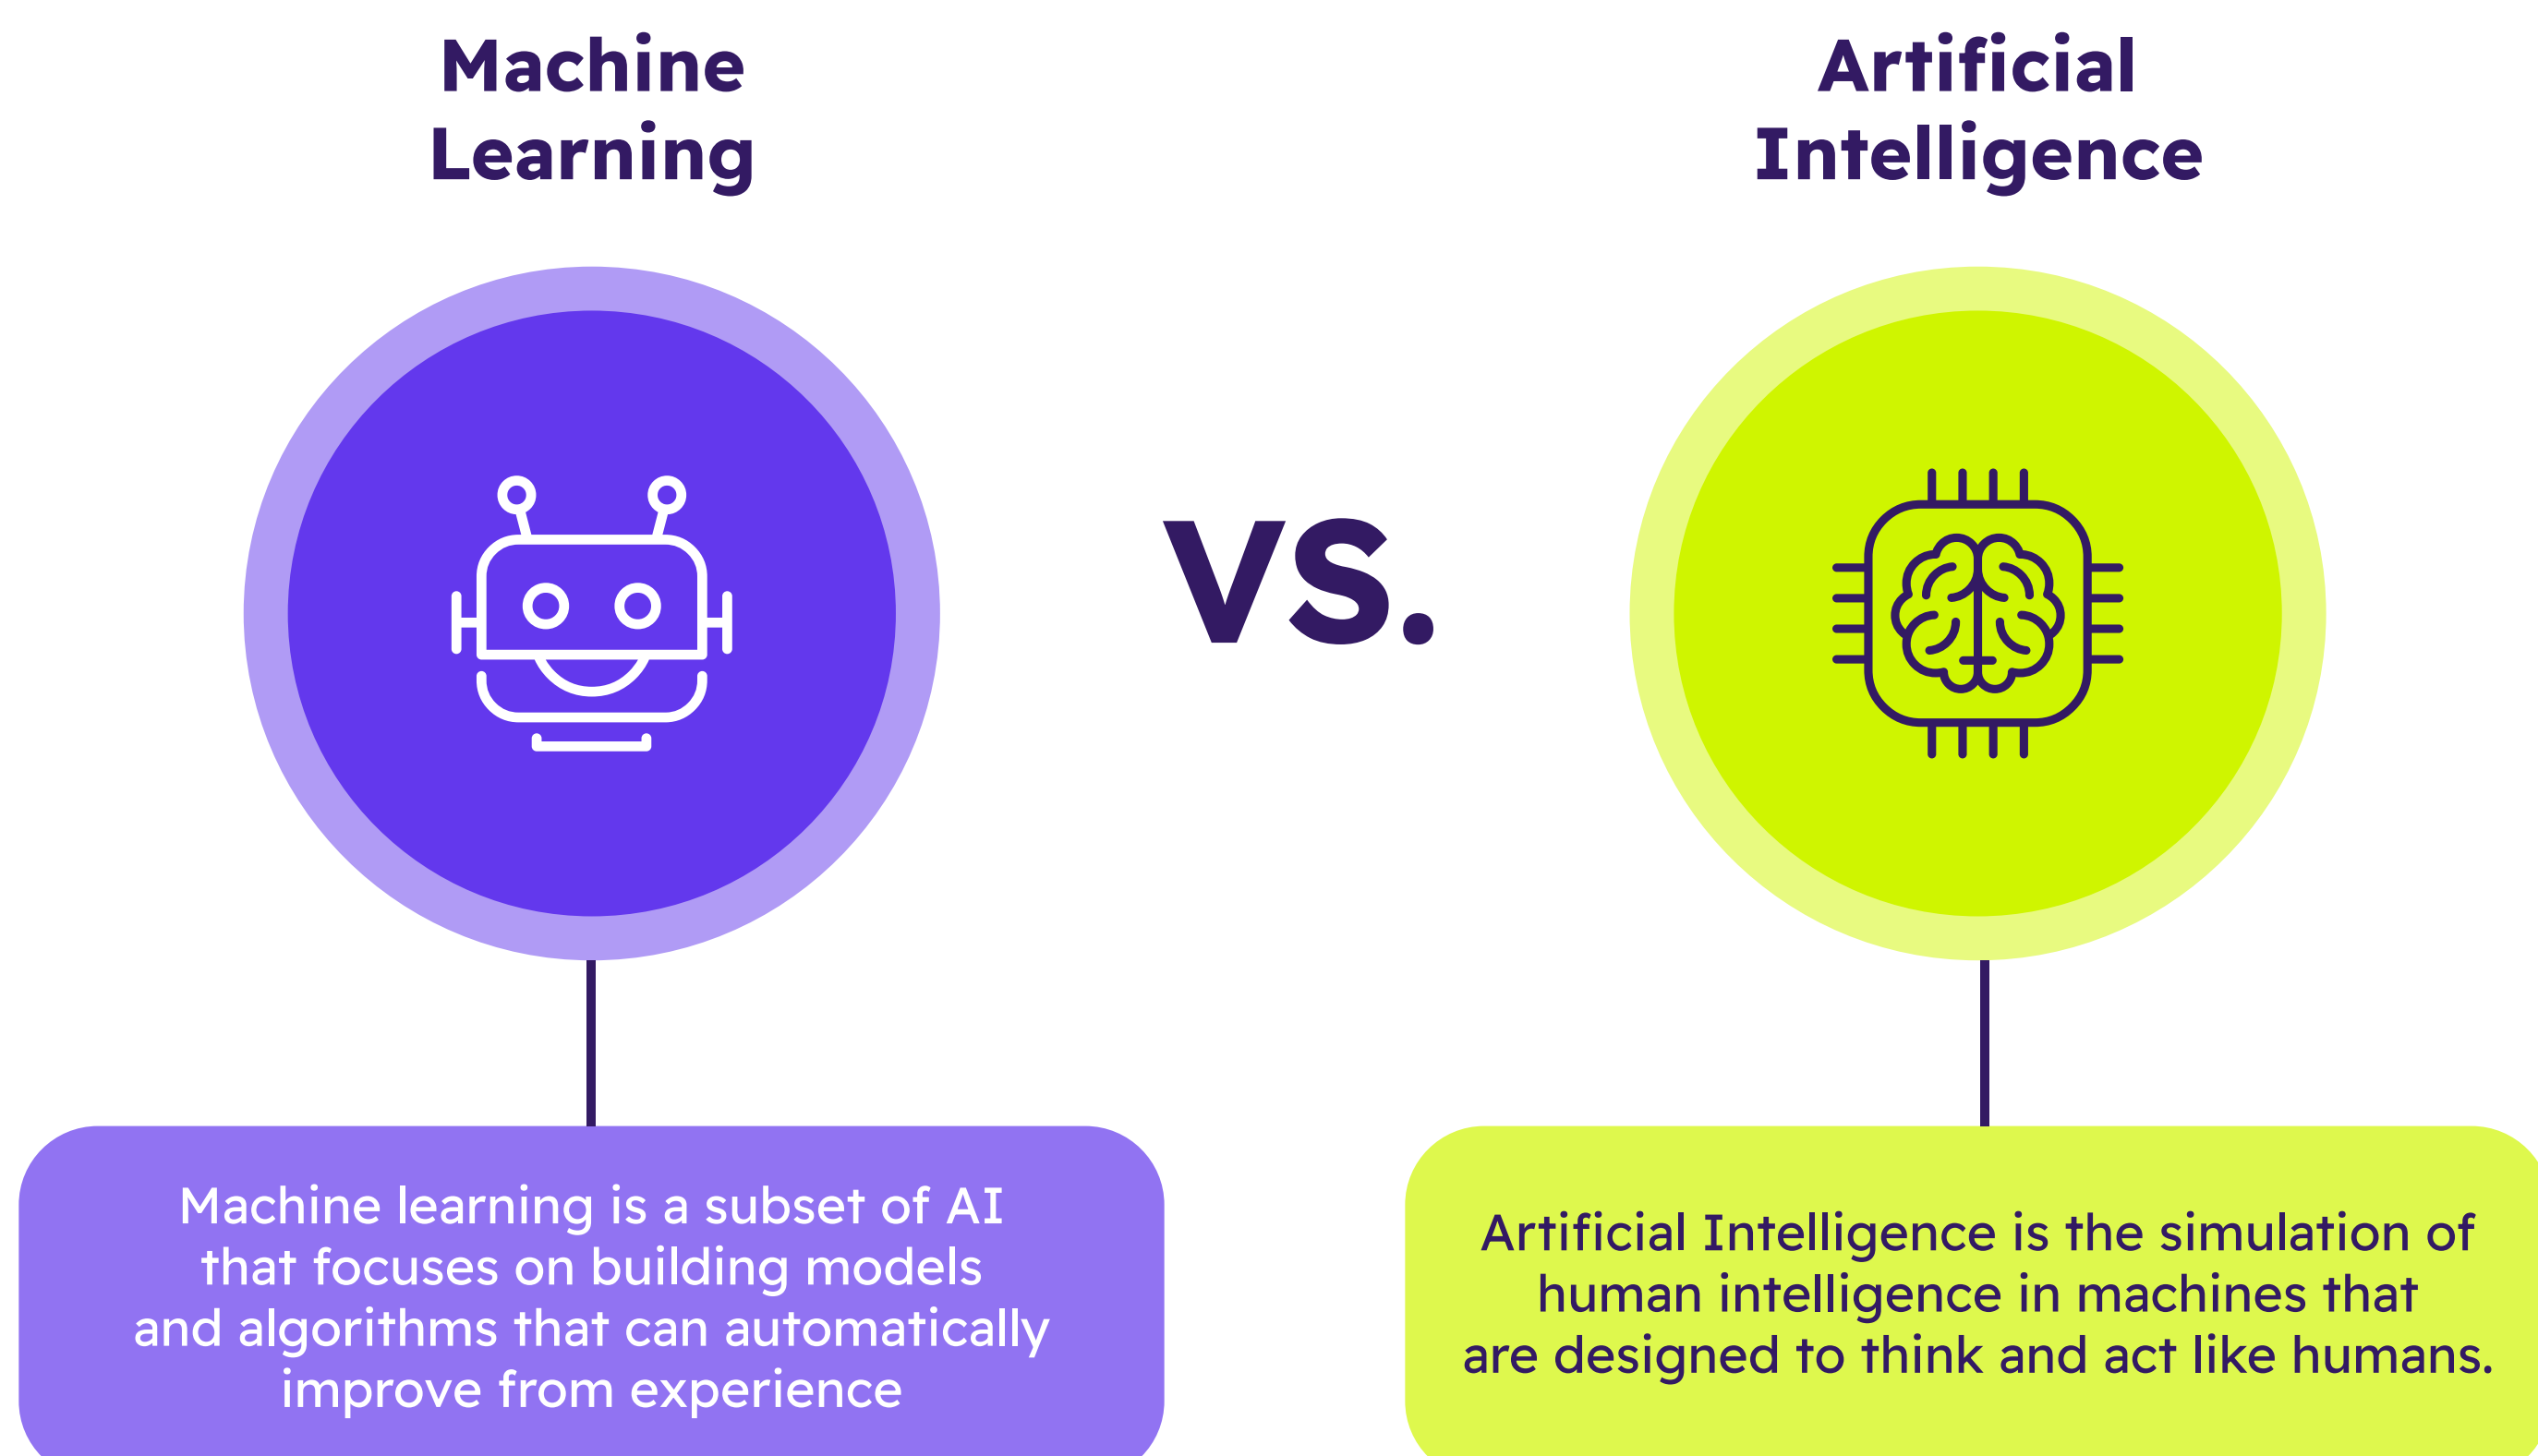 Machine
Learning
Artificial
Intelligence
VS.
Machine learning is a subset of AI
that focuses on building models
and algorithms that can automatically
improve from experience
Artificial Intelligence is the simulation of
human intelligence in machines that
are designed to think and act like humans.